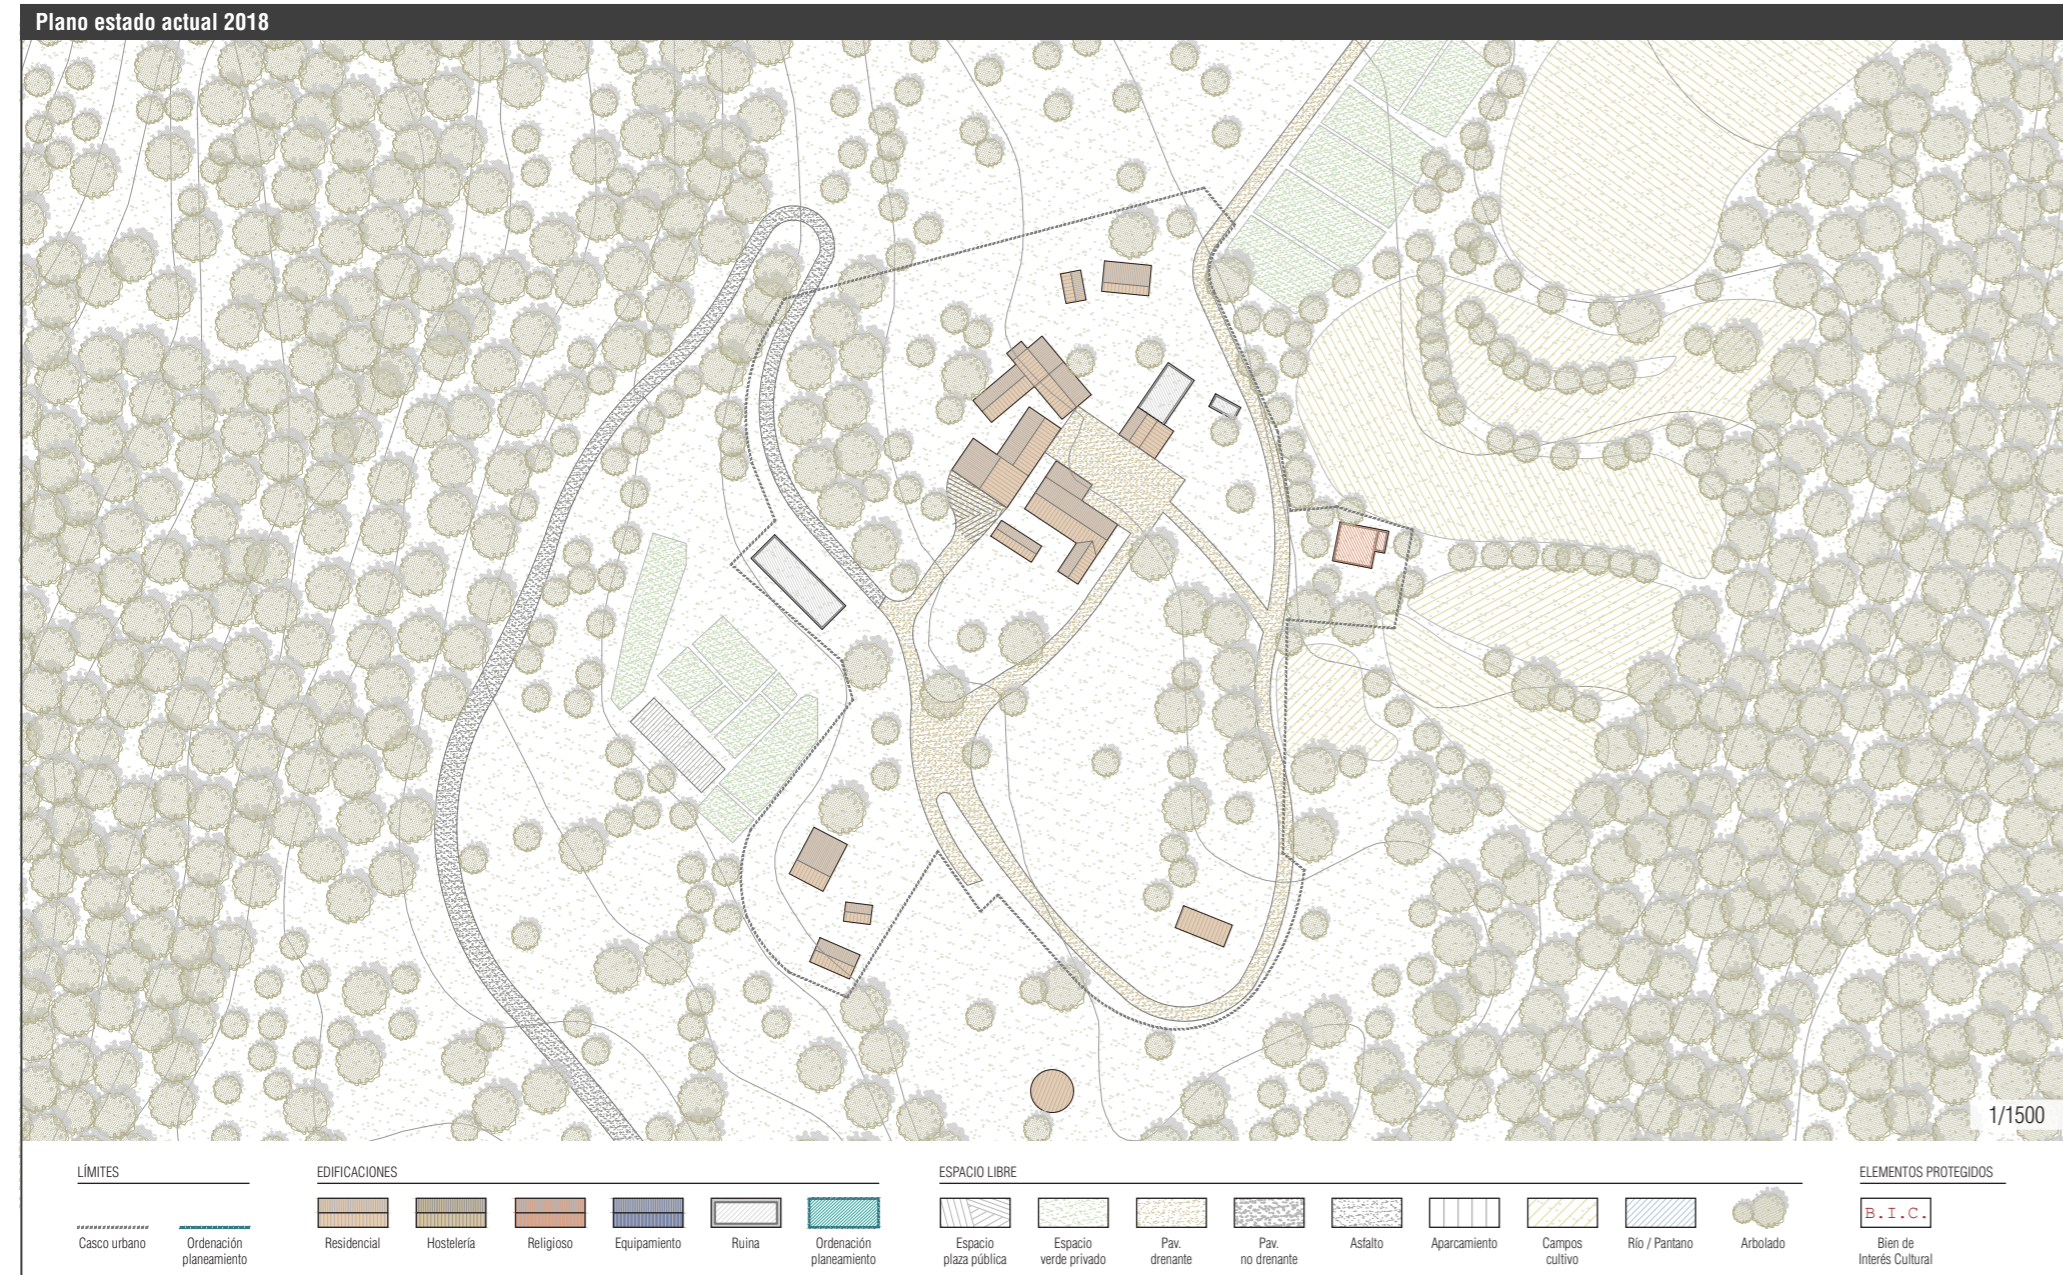 Plano estado actual 2018
1/1500
LÍMITES
Casco urbano
Ordenación
planeamiento
EDIFICACIONES
Residencial
Hostelería
Religioso
Equipamiento
Ruina
Ordenación
planeamiento
ESPACIO LIBRE
Espacio
plaza pública
Espacio
verde privado
Pav.
drenante
Pav.
no drenante
Asfalto
Aparcamiento
Campos
cultivo
Río / Pantano
Arbolado
ELEMENTOS PROTEGIDOS
B.I.C.
Bien de
Interés Cultural